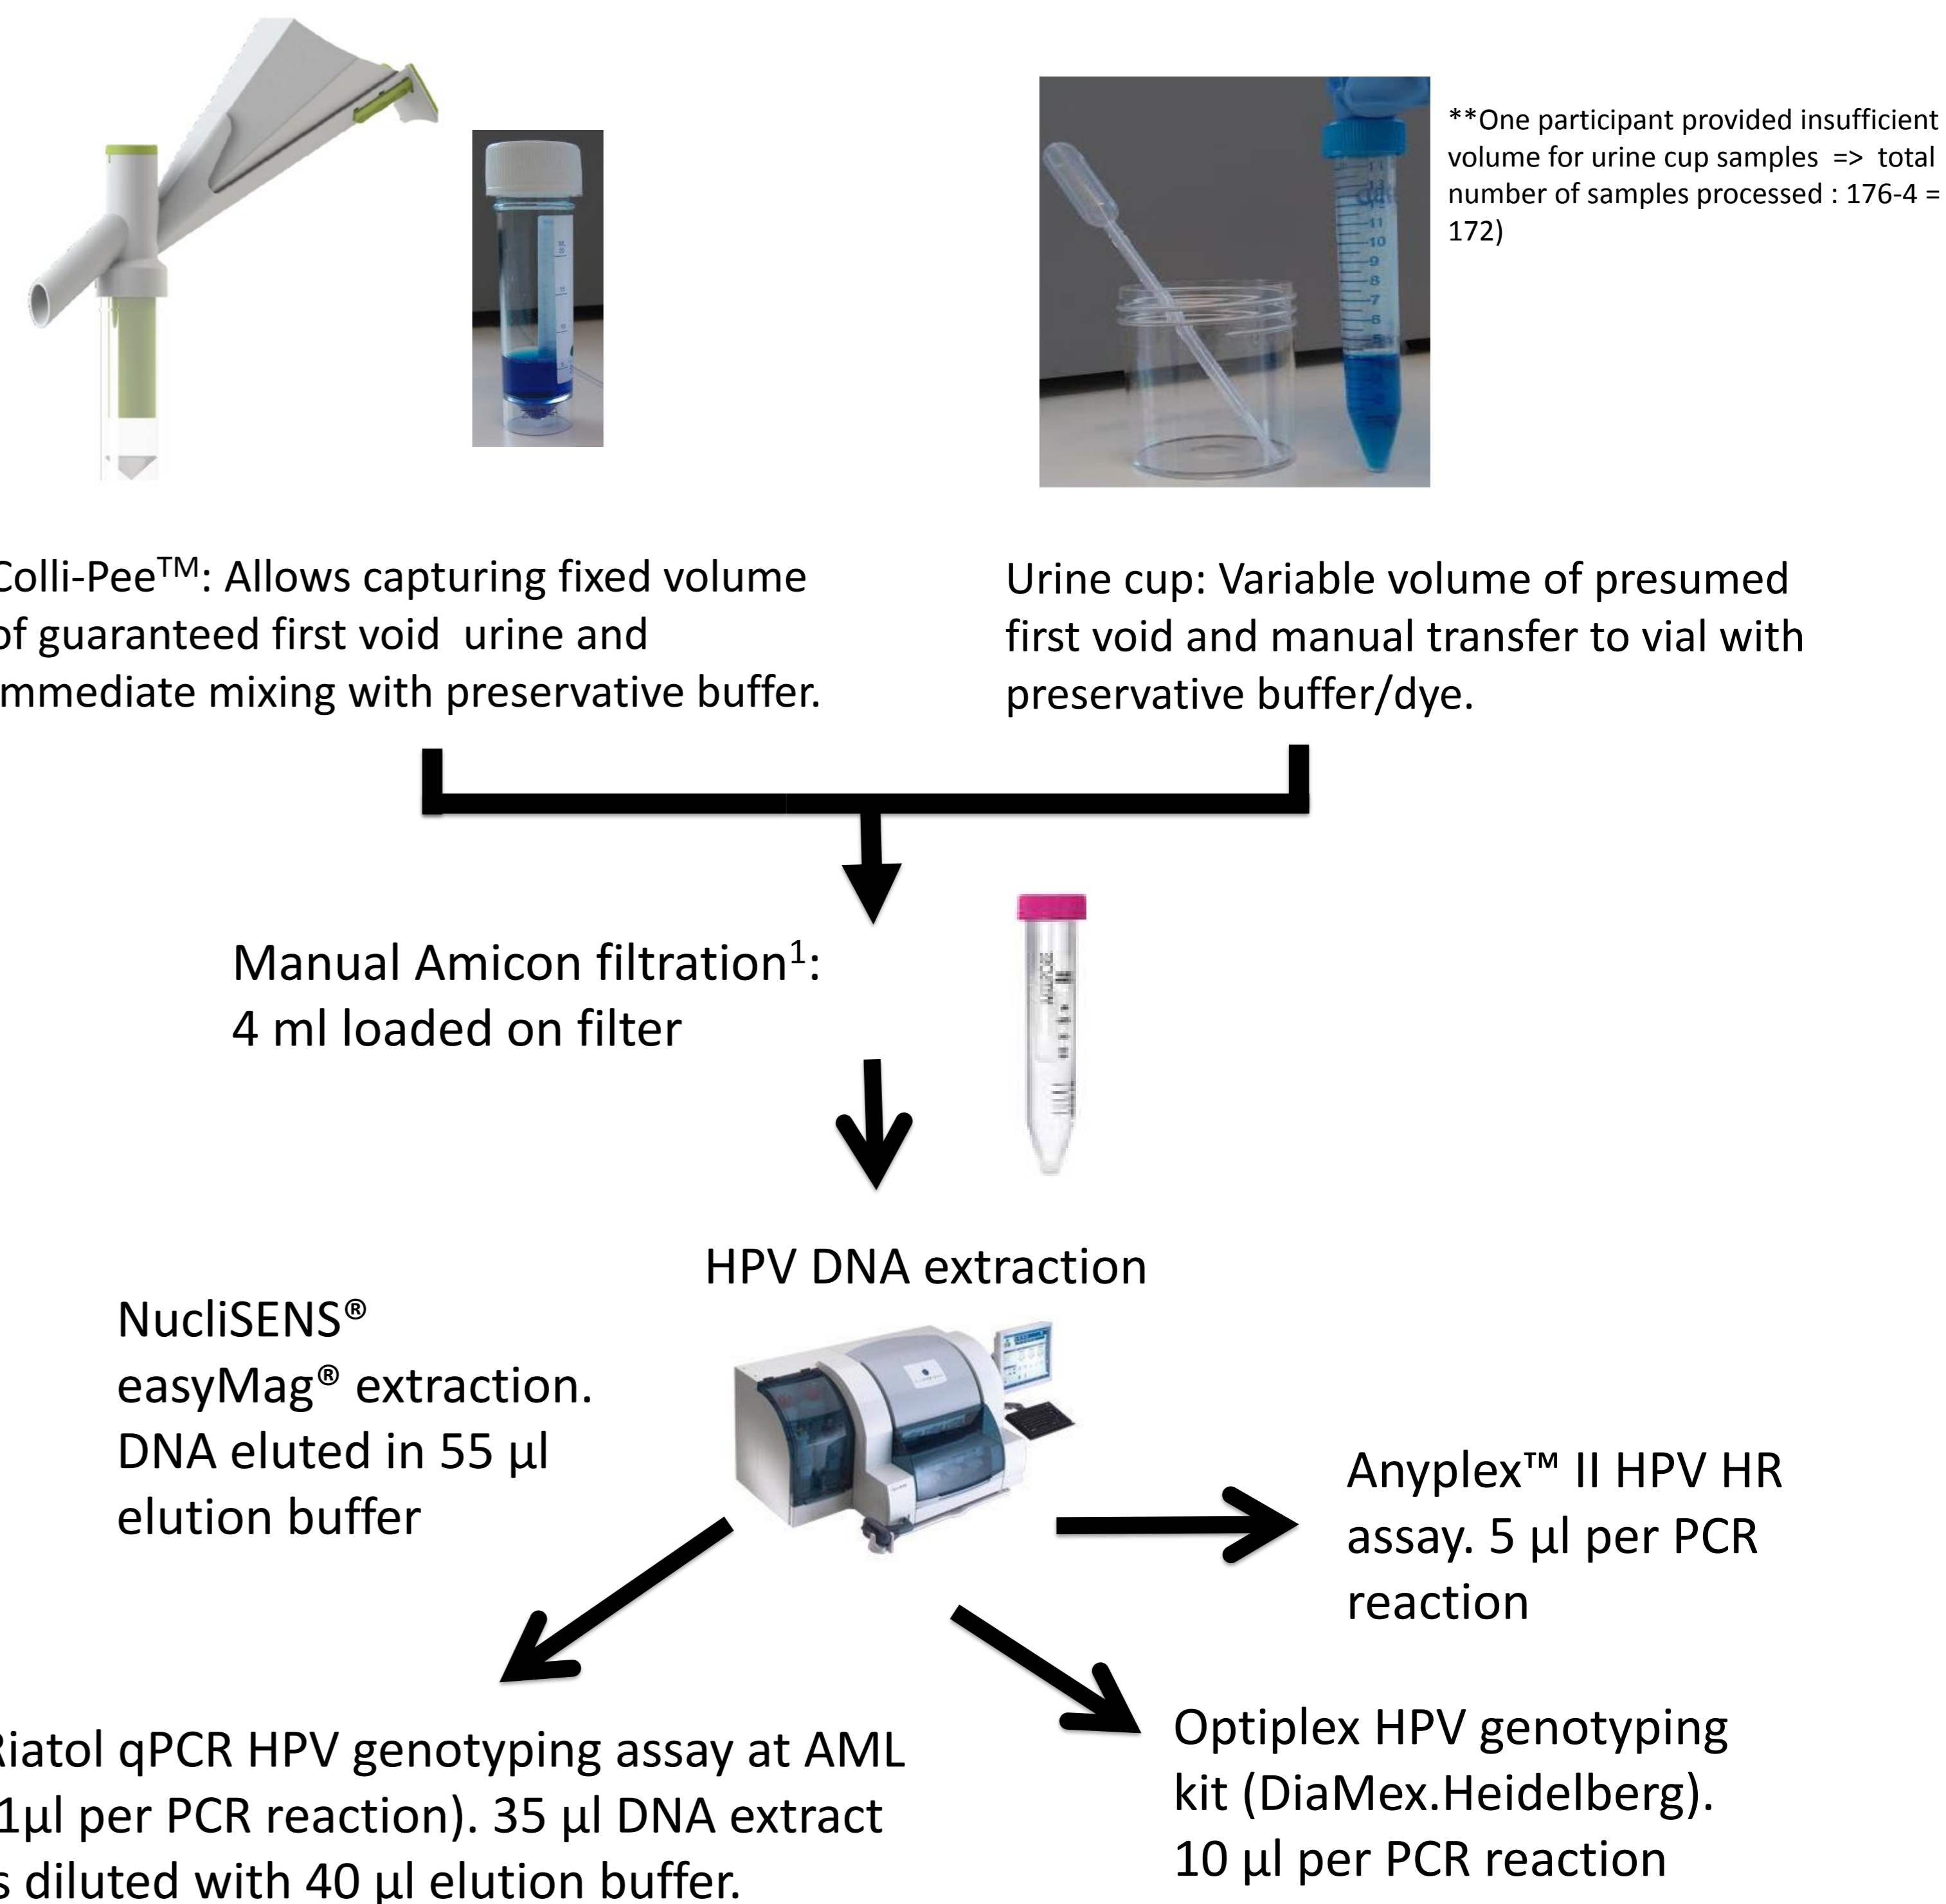 **One participant provided insufficient
volume for urine cup samples => total
number of samples processed : 176-4 =
172)
Colli-Pee™: Allows capturing fixed volume
of guaranteed first void urine and
immediate mixing with preservative buffer.
Urine cup: Variable volume of presumed
first void and manual transfer to vial with
preservative buffer/dye.
Manual Amicon filtration¹:
4 ml loaded on filter
HPV DNA extraction
NucliSENS®
easyMag® extraction.
DNA eluted in 55 µl
elution buffer
Anyplex™ II HPV HR
assay. 5 µl per PCR
reaction
Riatol qPCR HPV genotyping assay at AML
1µl per PCR reaction). 35 µl DNA extract
s diluted with 40 µl elution buffer.
Optiplex HPV genotyping
kit (DiaMex.Heidelberg).
10 µl per PCR reaction